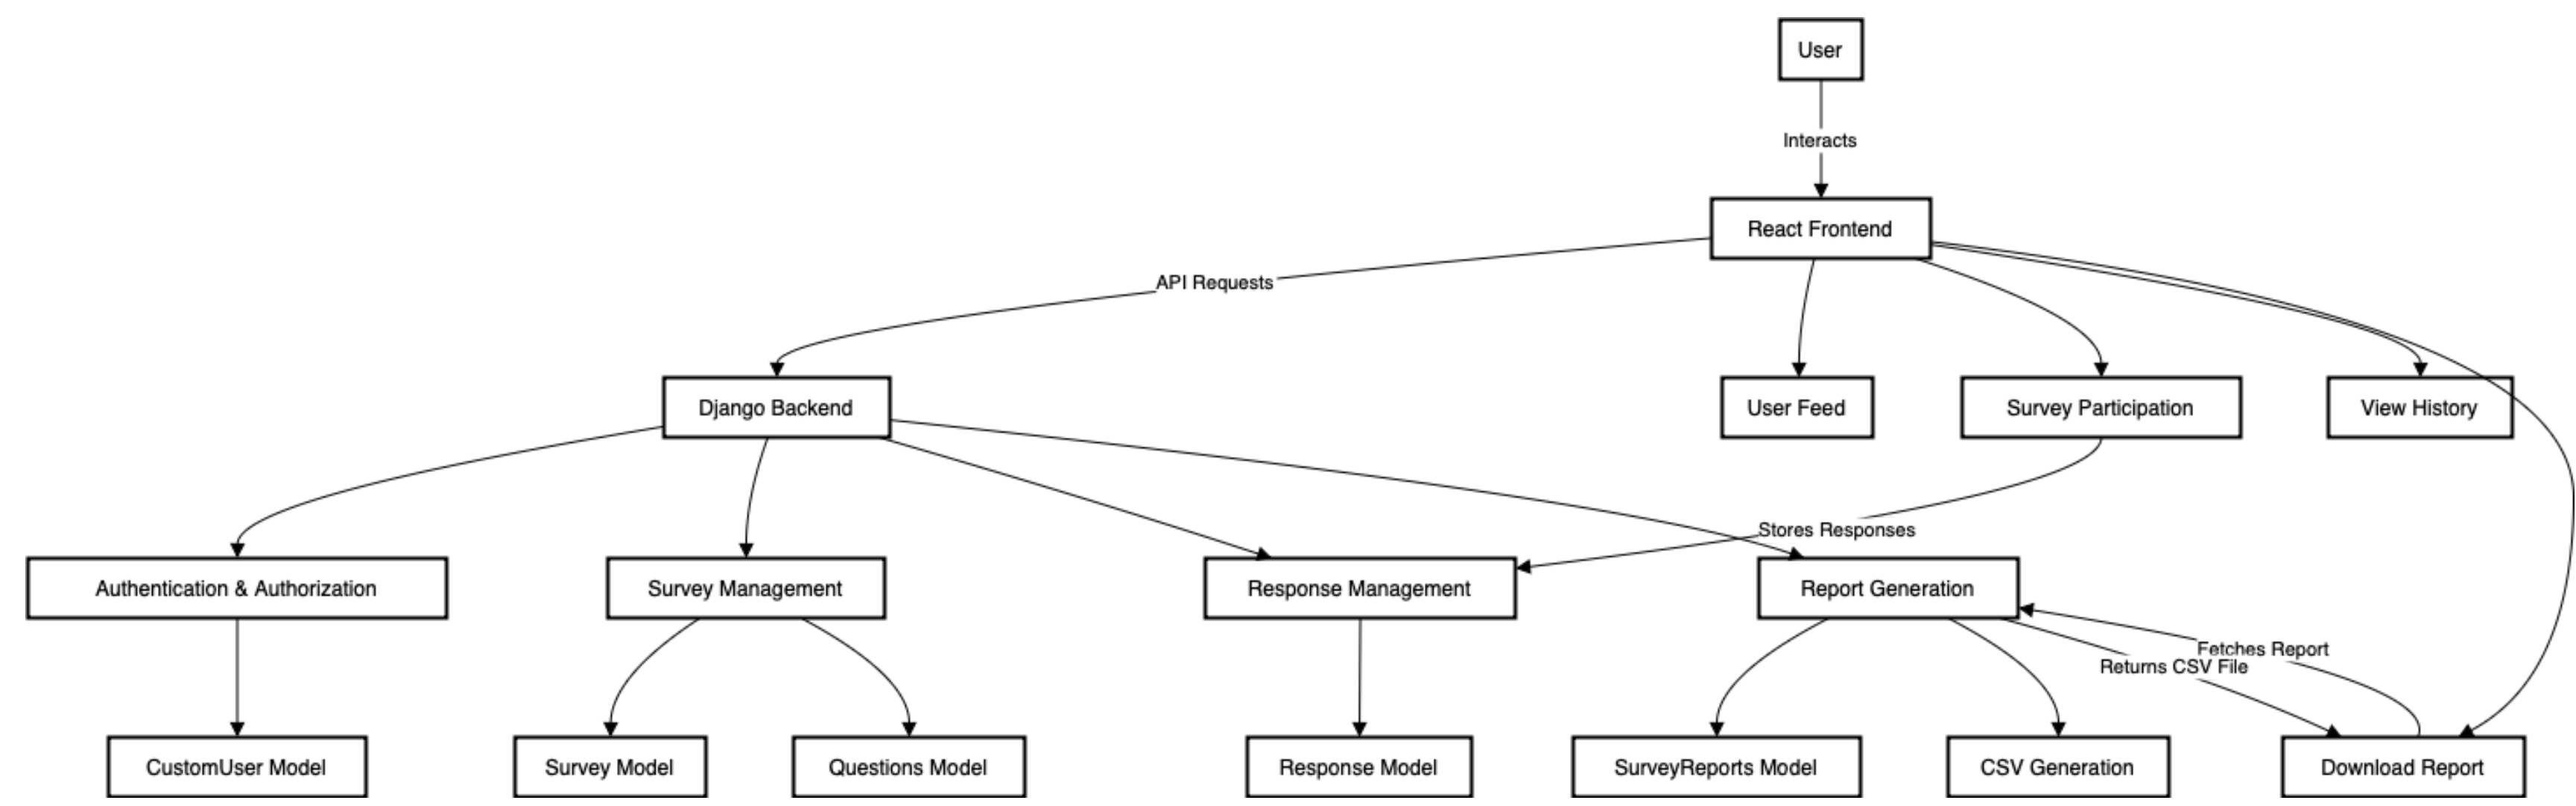 User
Interacts
React Frontend
API Requests
Django Backend
User Feed
Survey Participation
View History
Stores Responses
Authentication & Authorization
Survey Management
Response Management
Report Generation
Fetches Report
Returns CSV File
CustomUser Model
Survey Model
Questions Model
Response Model
SurveyReports Model
CSV Generation
Download Report